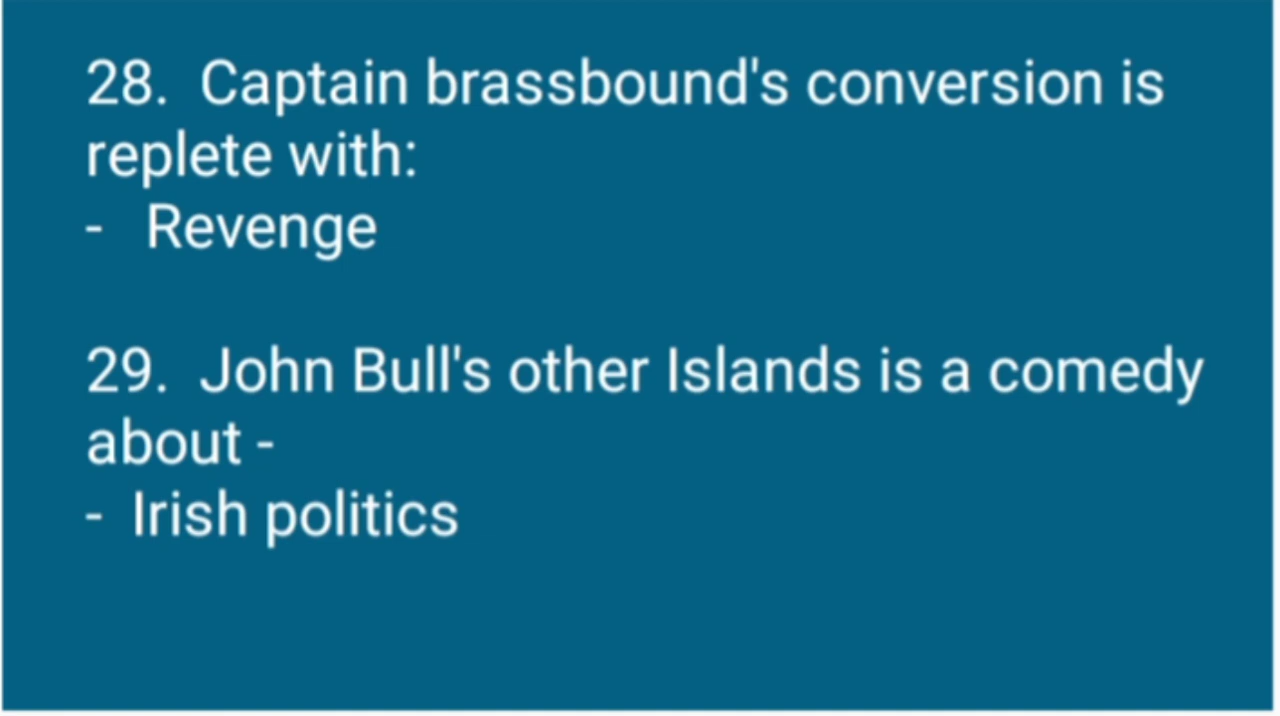 28. Captain brassbound's conversion is
replete with:
- Revenge
29. John Bull's other Islands is a comedy
about -
- Irish politics